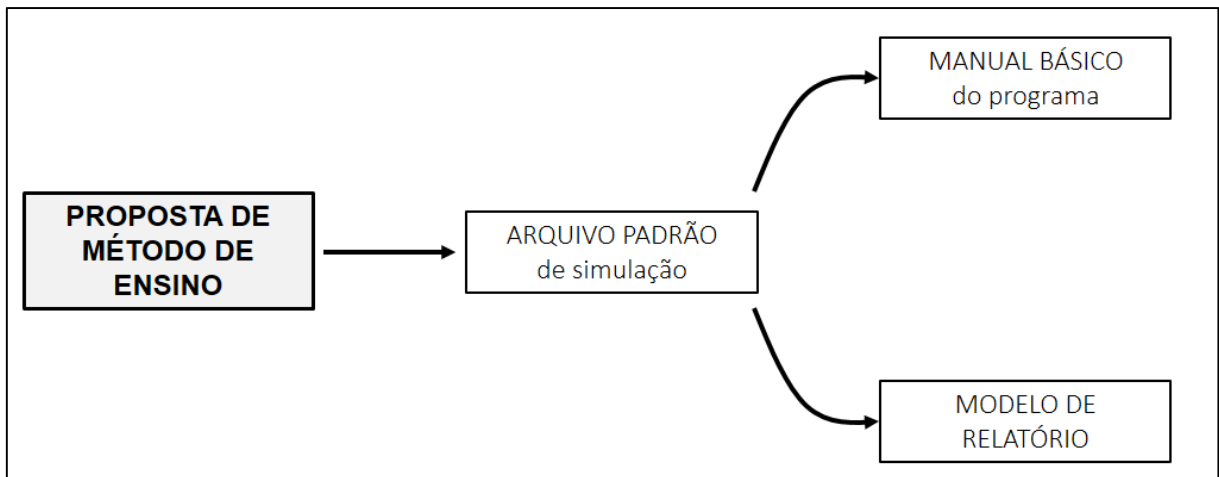 PROPOSTA DE
MÉTODO DE
ENSINO
ARQUIVO PADRÃO
de simulação
MANUAL BÁSICO
do programa
MODELO DE
RELATÓRIO